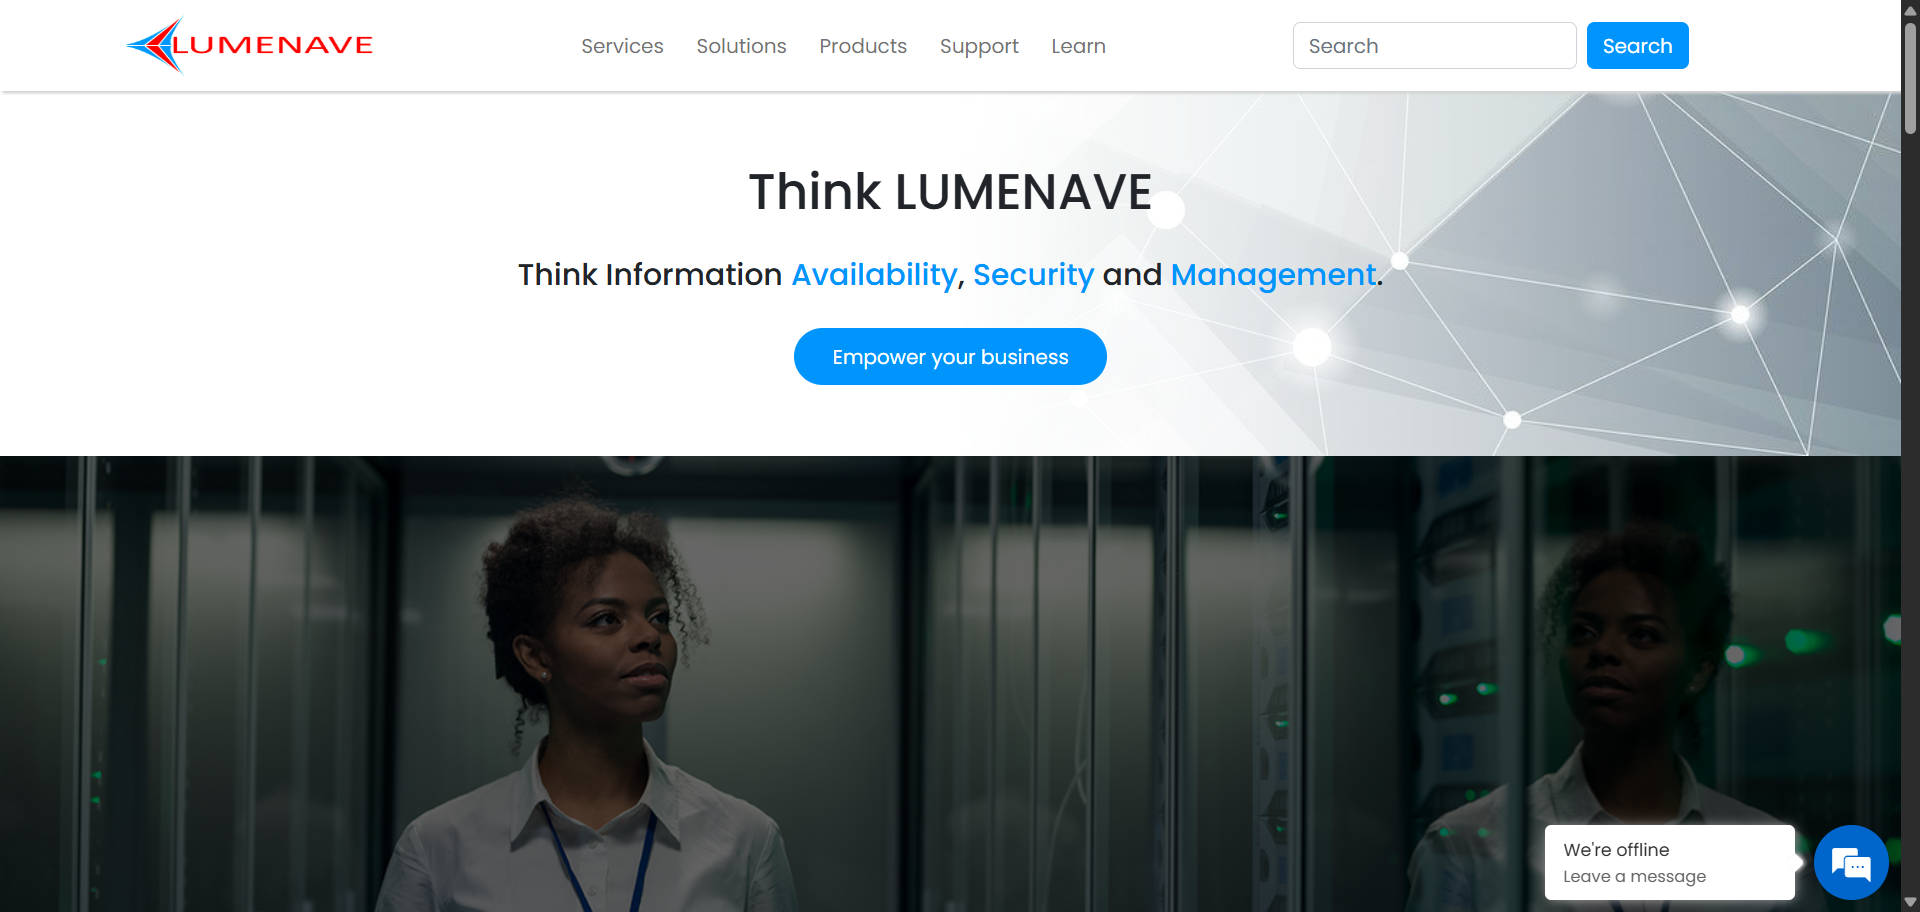 LUMENAVE
Services Solutions Products Support Learn
Search
Search
Think LUMENAVE
Think Information Availability, Security and Management.
Empower your business
We're offline
Leave a message